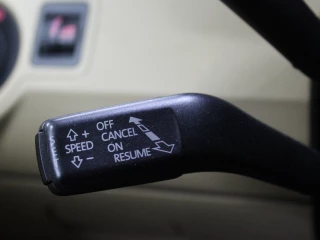 + OFF
CANCEL
SPEED ON
- RESUME